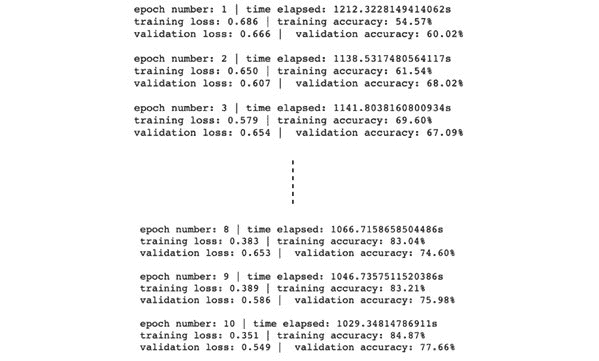 epoch number: 1 | time elapsed: 1212.3228149414062s
training loss: 0.686 | training accuracy: 54.57%
validation loss: 0.666 |  validation accuracy: 60.02%
epoch number: 2 | time elapsed: 1138.5317480564117s
training loss: 0.650 | training accuracy: 61.54%
validation loss: 0.607 |  validation accuracy: 68.02%
epoch number: 3 | time elapsed: 1141.8038160800934s
training loss: 0.579 | training accuracy: 69.60%
validation loss: 0.654 |  validation accuracy: 67.09%
epoch number: 8 | time elapsed: 1066.7158658504486s
training loss: 0.383 | training accuracy: 83.04%
validation loss: 0.653 |  validation accuracy: 74.60%
epoch number: 9 | time elapsed: 1046.7357511520386s
training loss: 0.389 | training accuracy: 83.21%
validation loss: 0.586 |  validation accuracy: 75.98%
epoch number: 10 | time elapsed: 1029.34814786911s
training loss: 0.351 | training accuracy: 84.87%
validation loss: 0.549 |  validation accuracy: 77.66%